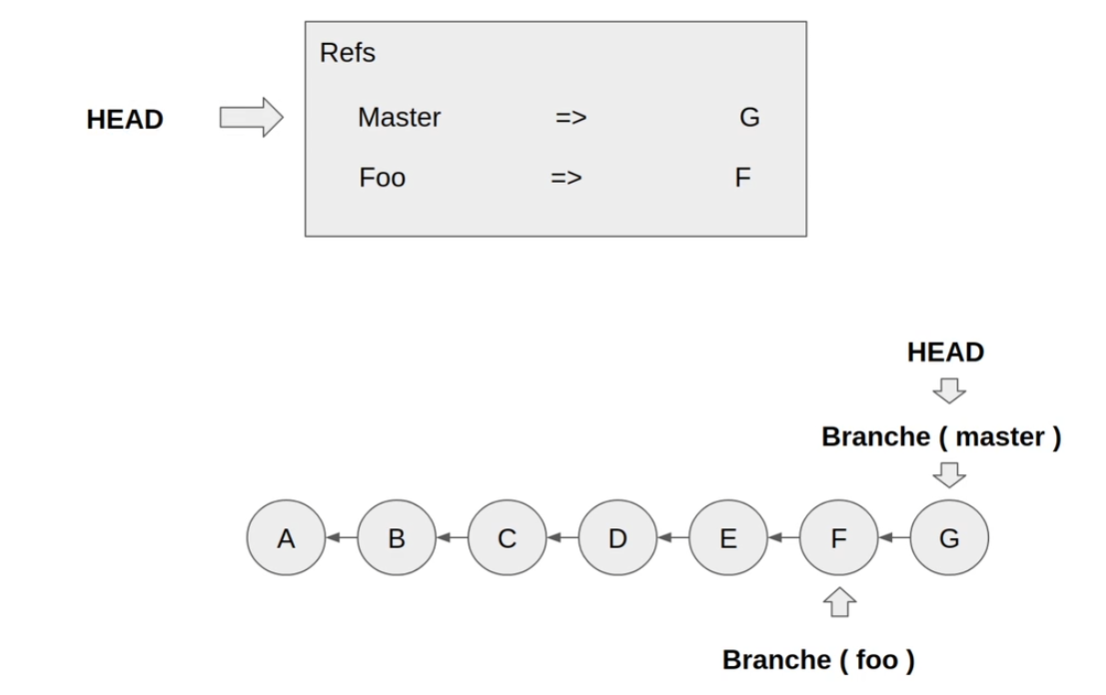 Refs
HEAD Master => G
Foo => F
HEAD
Branche ( master )
A B C D E F G
Branche ( foo )